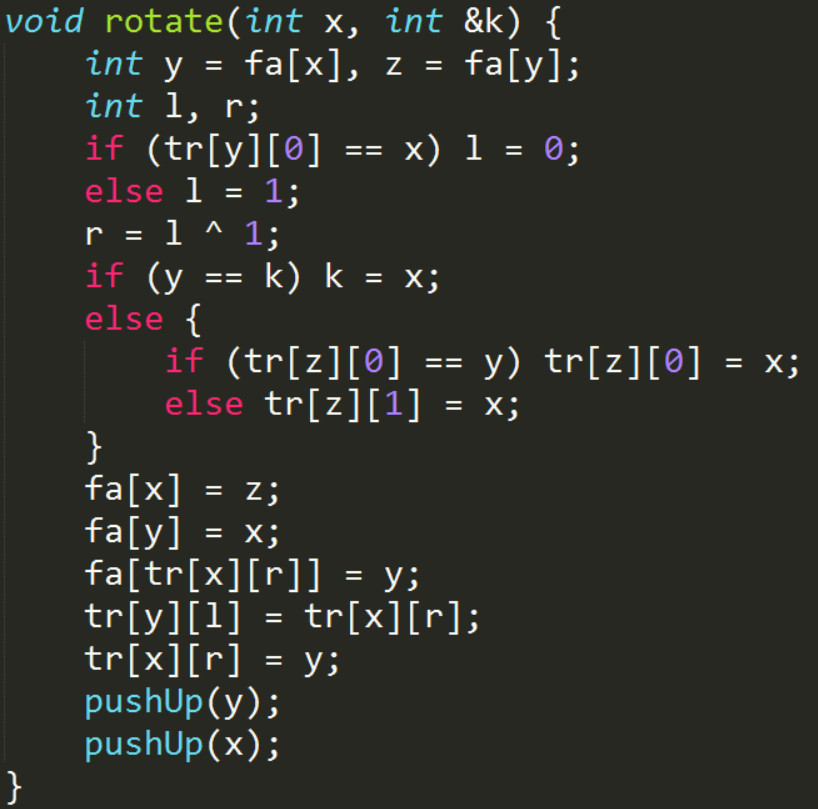 void rotate(int x, int &k) {
    int y = fa[x], z = fa[y];
    int l, r;
    if (tr[y][0] == x) l = 0;
    else l = 1;
    r = l ^ 1;
    if (y == k) k = x;
    else {
        if (tr[z][0] == y) tr[z][0] = x;
        else tr[z][1] = x;
    }
    fa[x] = z;
    fa[y] = x;
    fa[tr[x][r]] = y;
    tr[y][l] = tr[x][r];
    tr[x][r] = y;
    pushUp(y);
    pushUp(x);
}